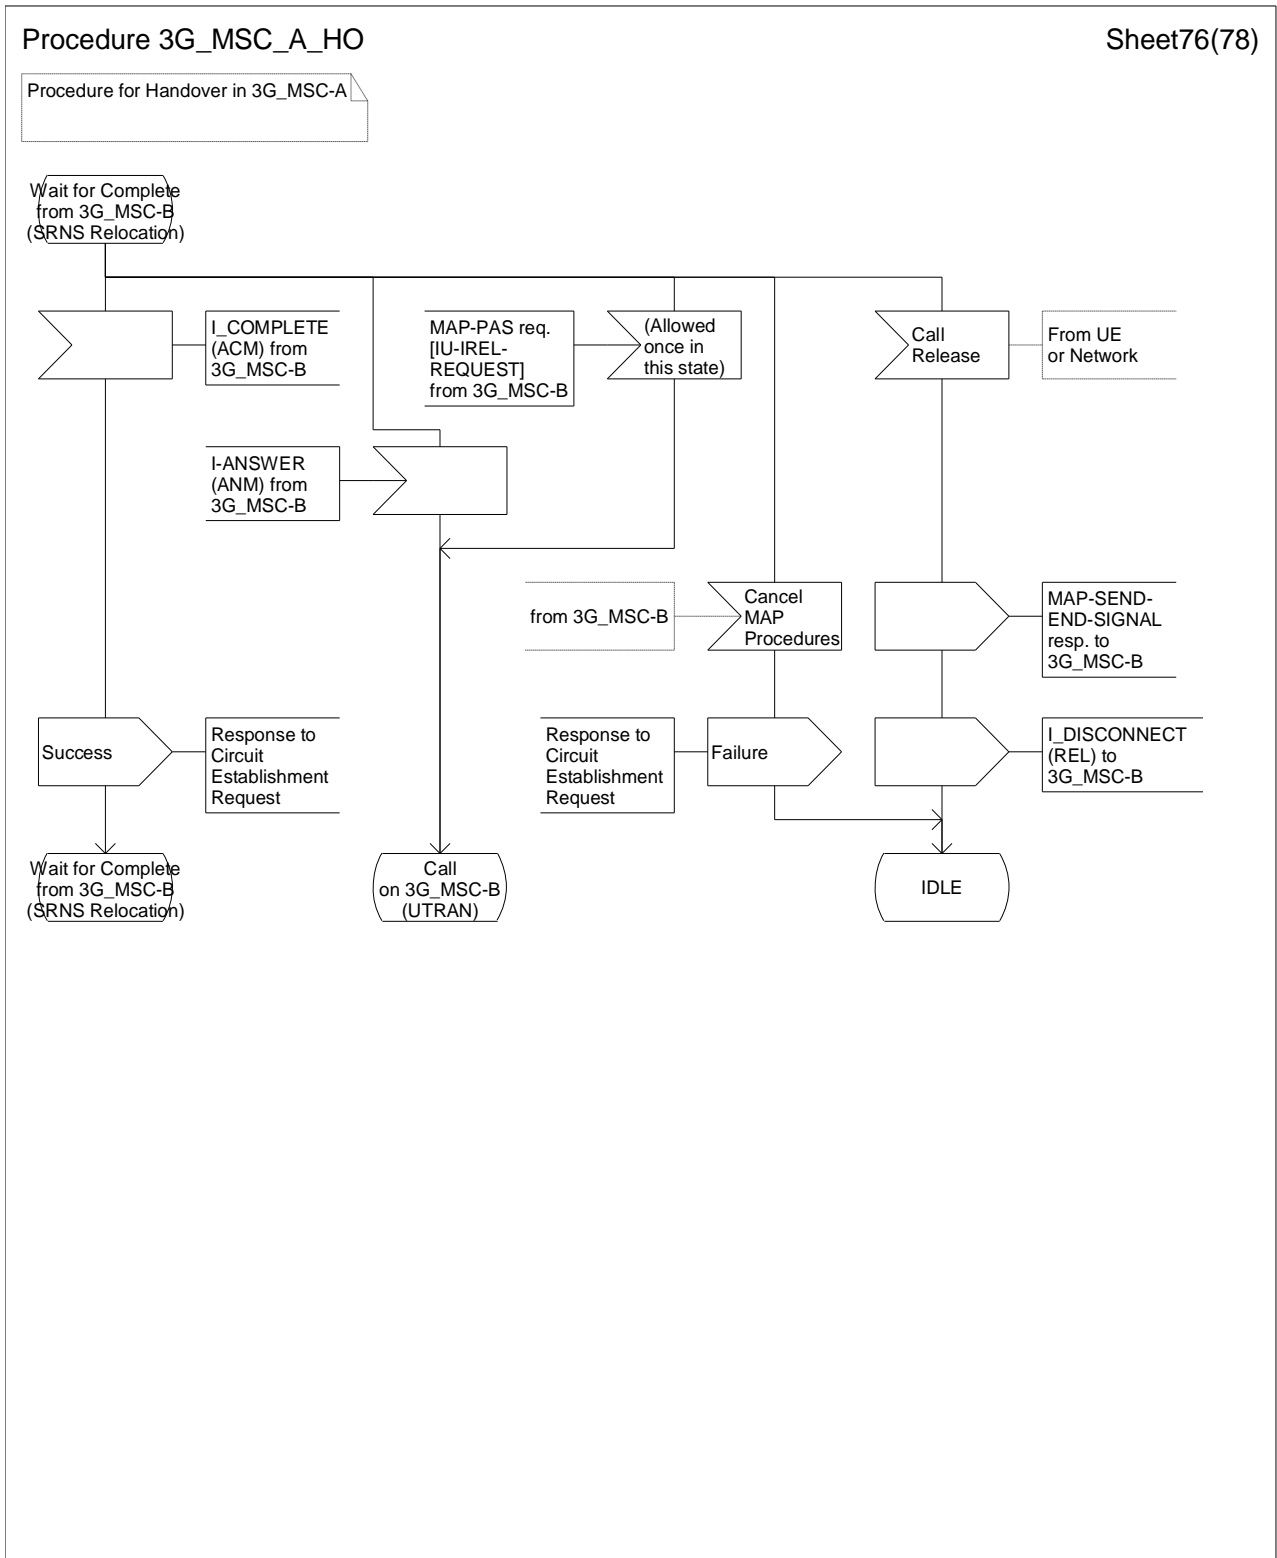 Procedure 3G_MSC_A_HO
Sheet76(78)
Procedure for Handover in 3G_MSC-A
Wait for Complete
from 3G_MSC-B
(SRNS Relocation)
I_COMPLETE
(ACM) from
3G_MSC-B
MAP-PAS req.
[IU-IREL-
REQUEST]
from 3G_MSC-B
(Allowed
once in
this state)
Call
Release
From UE
or Network
I-ANSWER
(ANM) from
3G_MSC-B
from 3G_MSC-B
Cancel
MAP
Procedures
MAP-SEND-
END-SIGNAL
resp. to
3G_MSC-B
Success
Response to
Circuit
Establishment
Request
Response to
Circuit
Establishment
Request
Failure
I_DISCONNECT
(REL) to
3G_MSC-B
Wait for Complete
from 3G_MSC-B
(SRNS Relocation)
Call
on 3G_MSC-B
(UTRAN)
IDLE